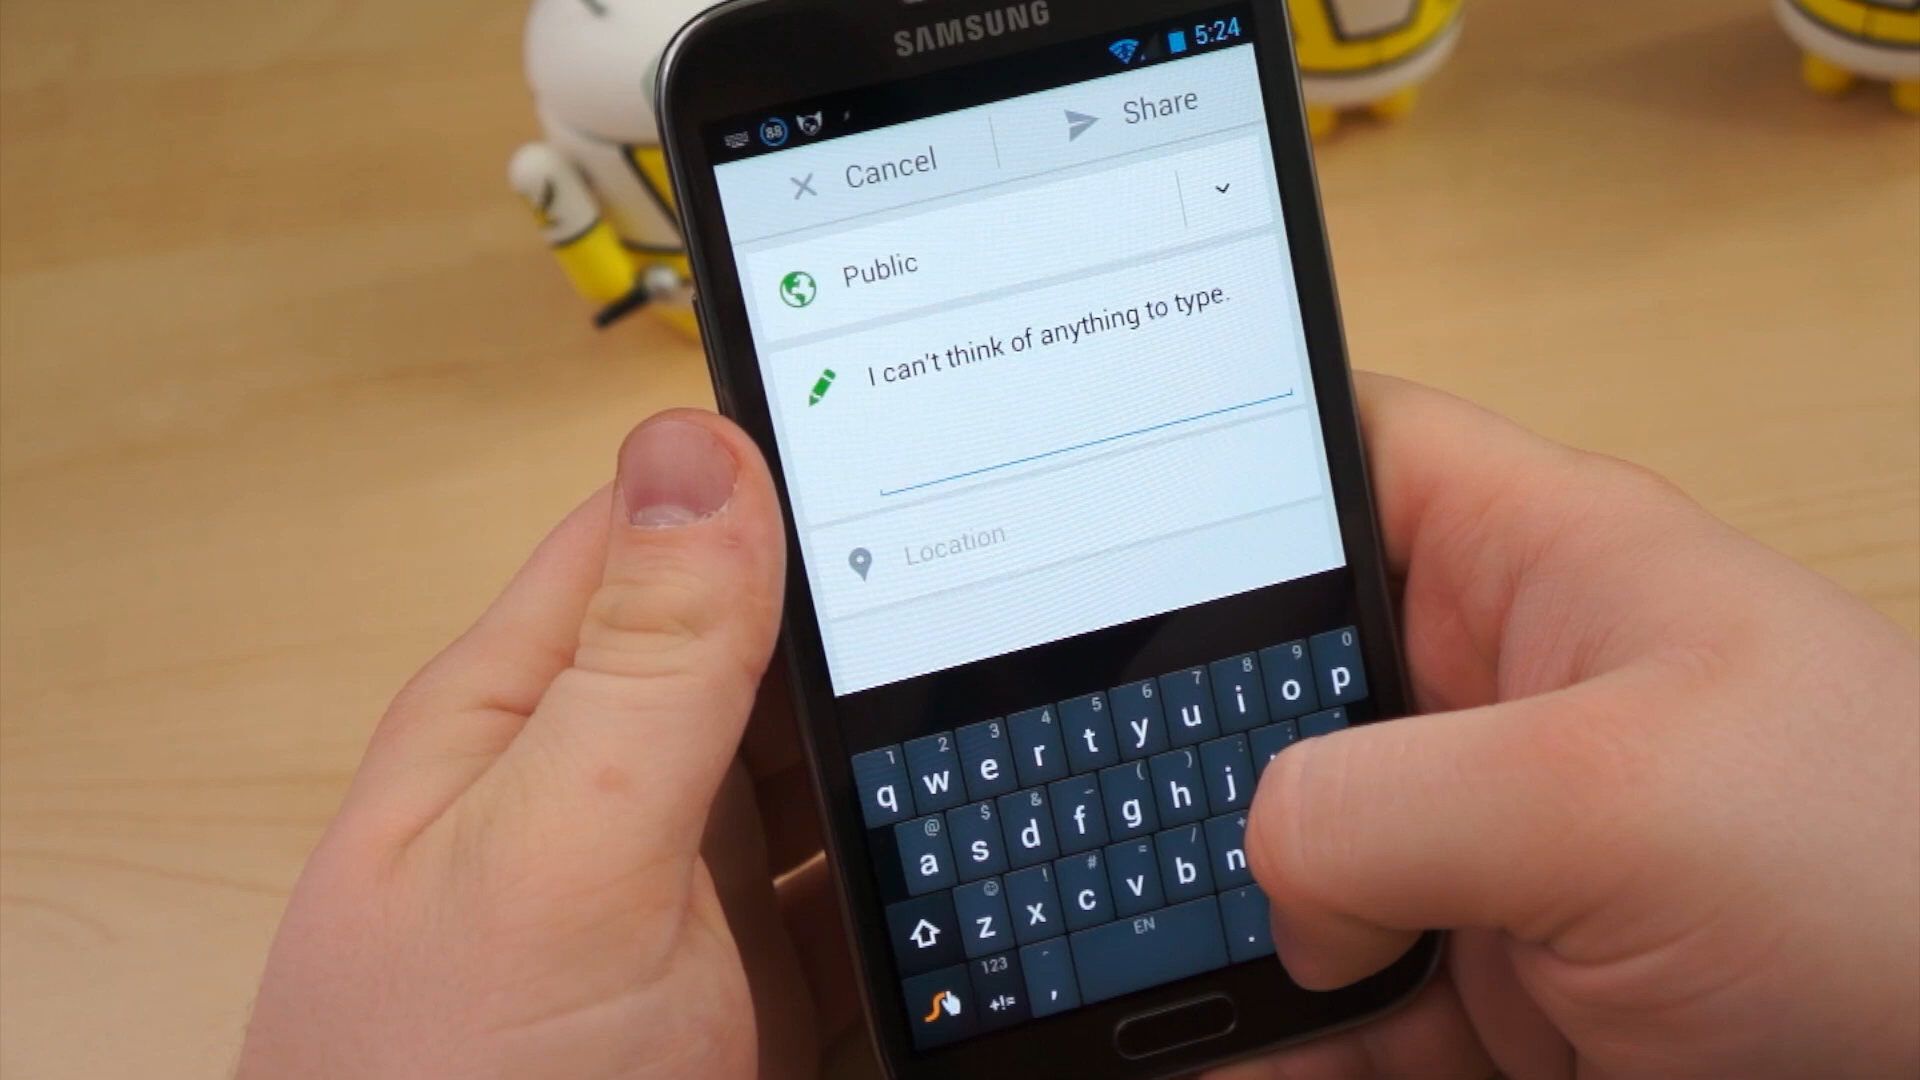 SAMSUNG
88
5:24
Cancel
Share
Public
I can't think of anything to type.
Location
1 2 3 4 5 6 7 8 9 0
q w e r t y u i o p
@ $ & _ ( ) : ; "
a s d f g h j
☺ ! # = / +
z x c v b n
123 EN
+!= , .